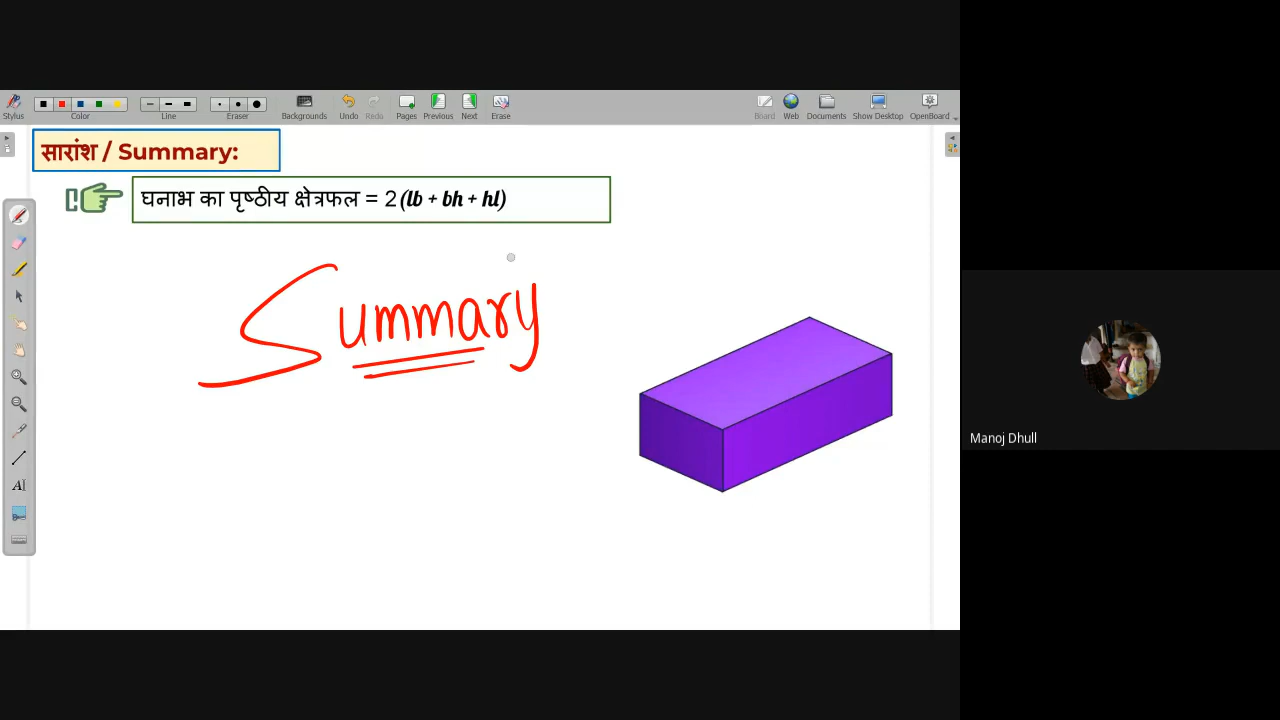 Stylus Color Line Eraser Backgrounds Undo Redo Pages Previous Next Erase Board Web Documents Show Desktop OpenBoard
सारांश / Summary:
घनाभ का पृष्ठीय क्षेत्रफल = 2(lb + bh + hl)
Summary
Manoj Dhull